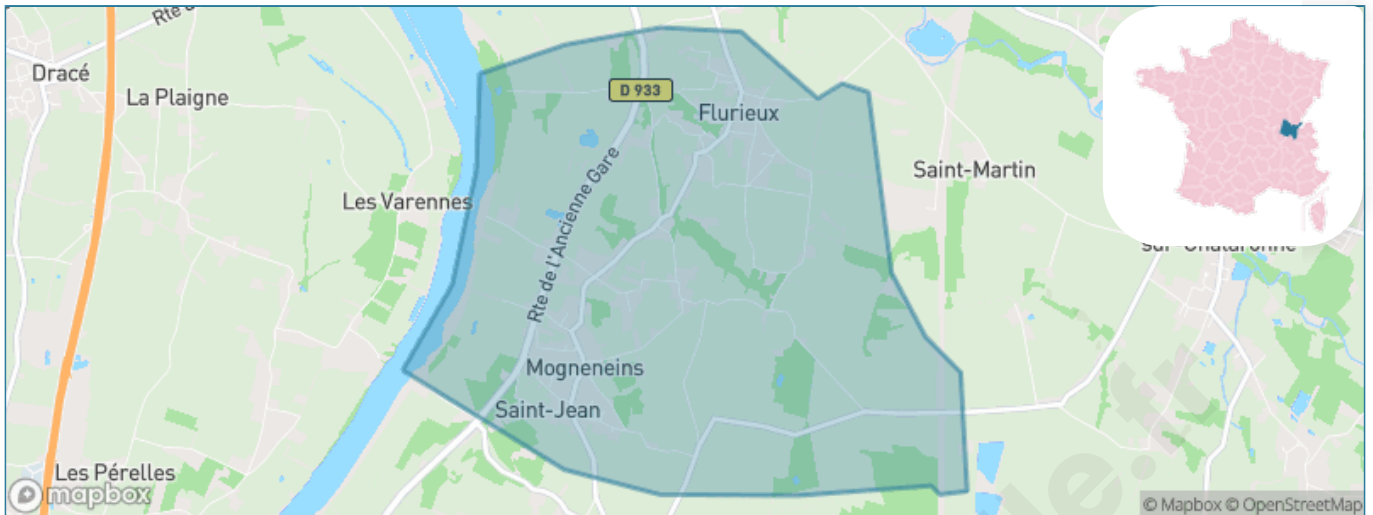 Rte d
Dracé
La Plaigne
D 933
Flurieux
Saint-Martin
Les Varennes
Rte de l'Ancienne Gare
Mogneneins
Saint-Jean
Les Pérelles
mapbox
© Mapbox © OpenStreetMap